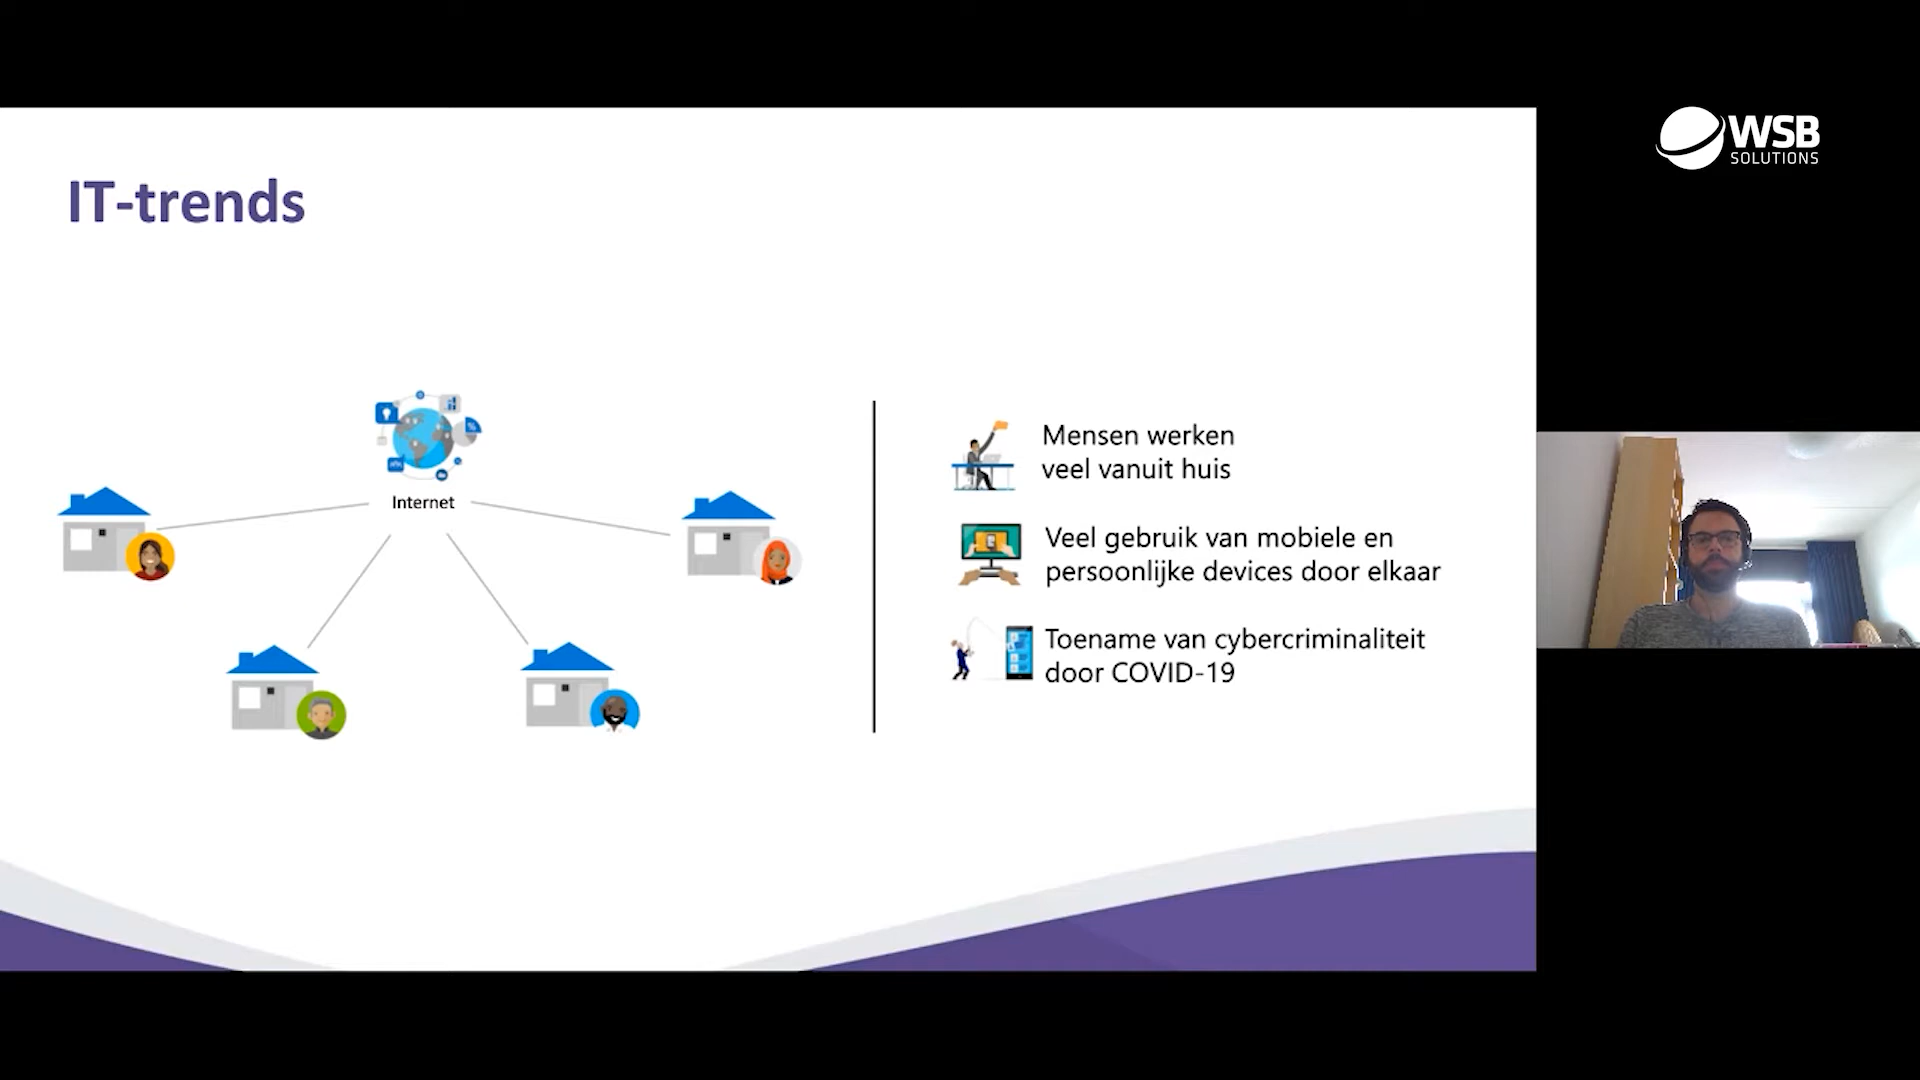 WSB
SOLUTIONS
IT-trends
Internet
Mensen werken
veel vanuit huis
Veel gebruik van mobiele en
persoonlijke devices door elkaar
Toename van cybercriminaliteit
door COVID-19